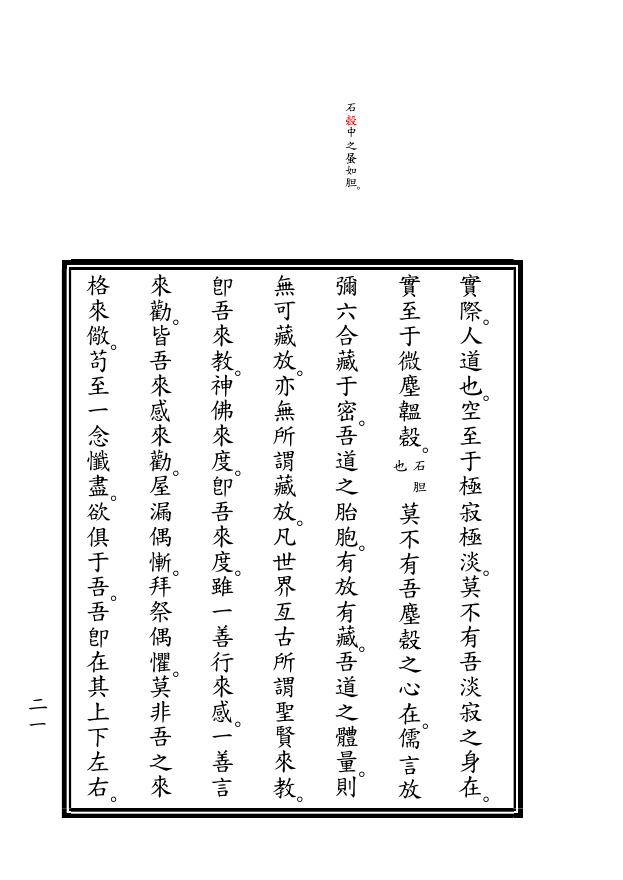 石殼中之蛋如胆。
實際。人道也。空至于極寂極淡。莫不有吾淡寂之身在。
實至于微塵韞殼。石胆也莫不有吾塵殼之心在。儒言放
彌六合藏于密。吾道之胎胞。有放有藏。吾道之體量。則
無可藏放。亦無所謂藏放。凡世界亙古所謂聖賢來教。
卽吾來教。神佛來度。卽吾來度。雖一善行來感。一善言
來勸。皆吾來感來勸。屋漏偶慚。拜祭偶懼。莫非吾之來
格來儆。茍至一念懺盡。欲俱于吾。吾卽在其上下左右。
二一